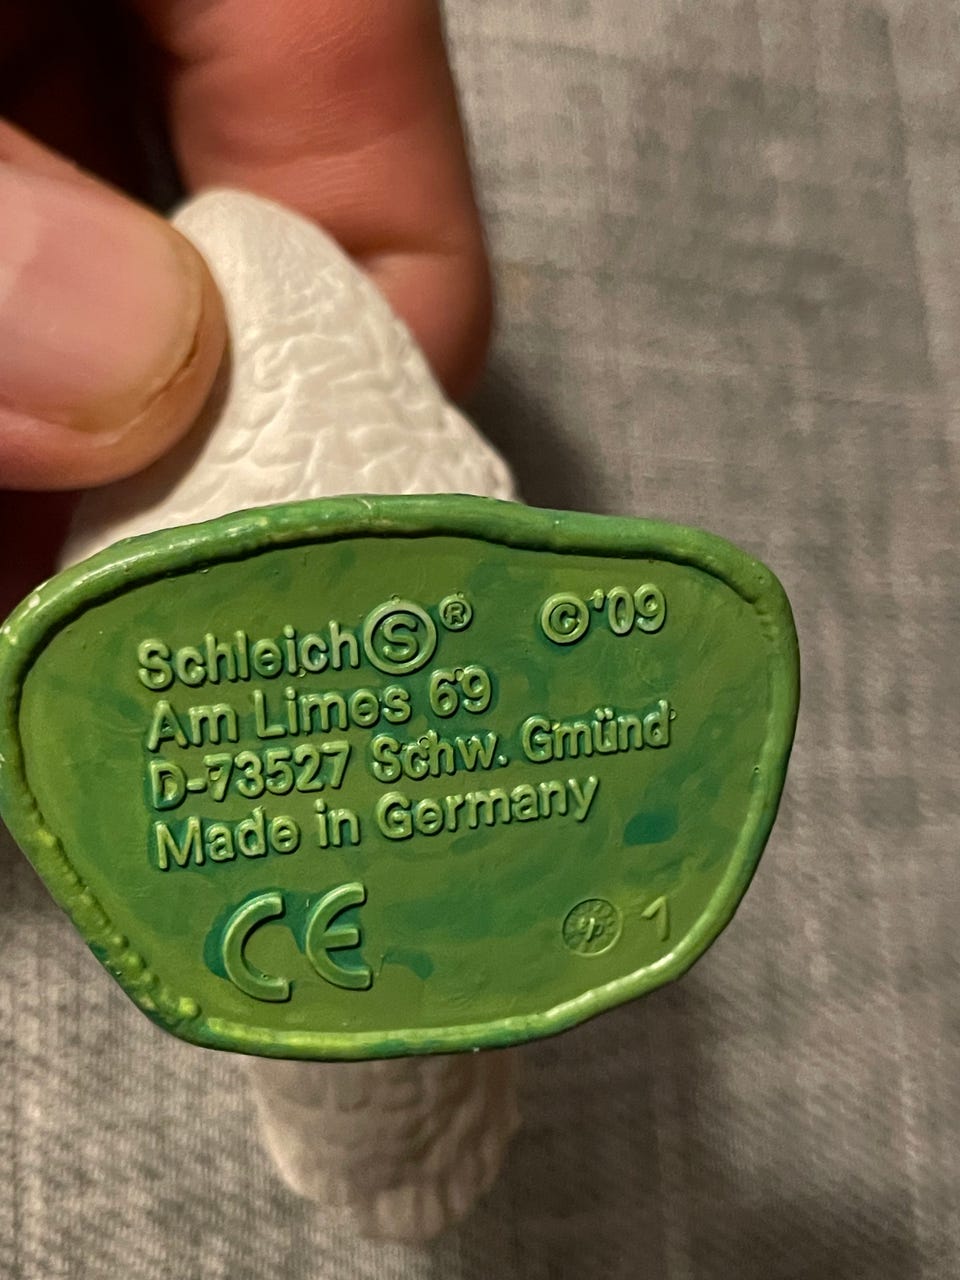 Schleich S ® © '09
Am Limes 69
D-73527 Schw. Gmünd
Made in Germany
CE
1